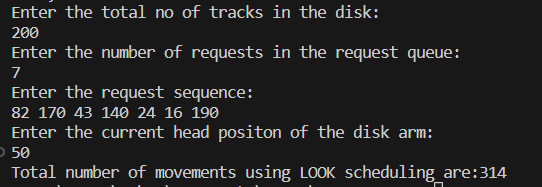 Enter the total no of tracks in the disk:
200
Enter the number of requests in the request queue:
7
Enter the request sequence:
82 170 43 140 24 16 190
Enter the current head positon of the disk arm:
50
Total number of movements using LOOK scheduling are:314